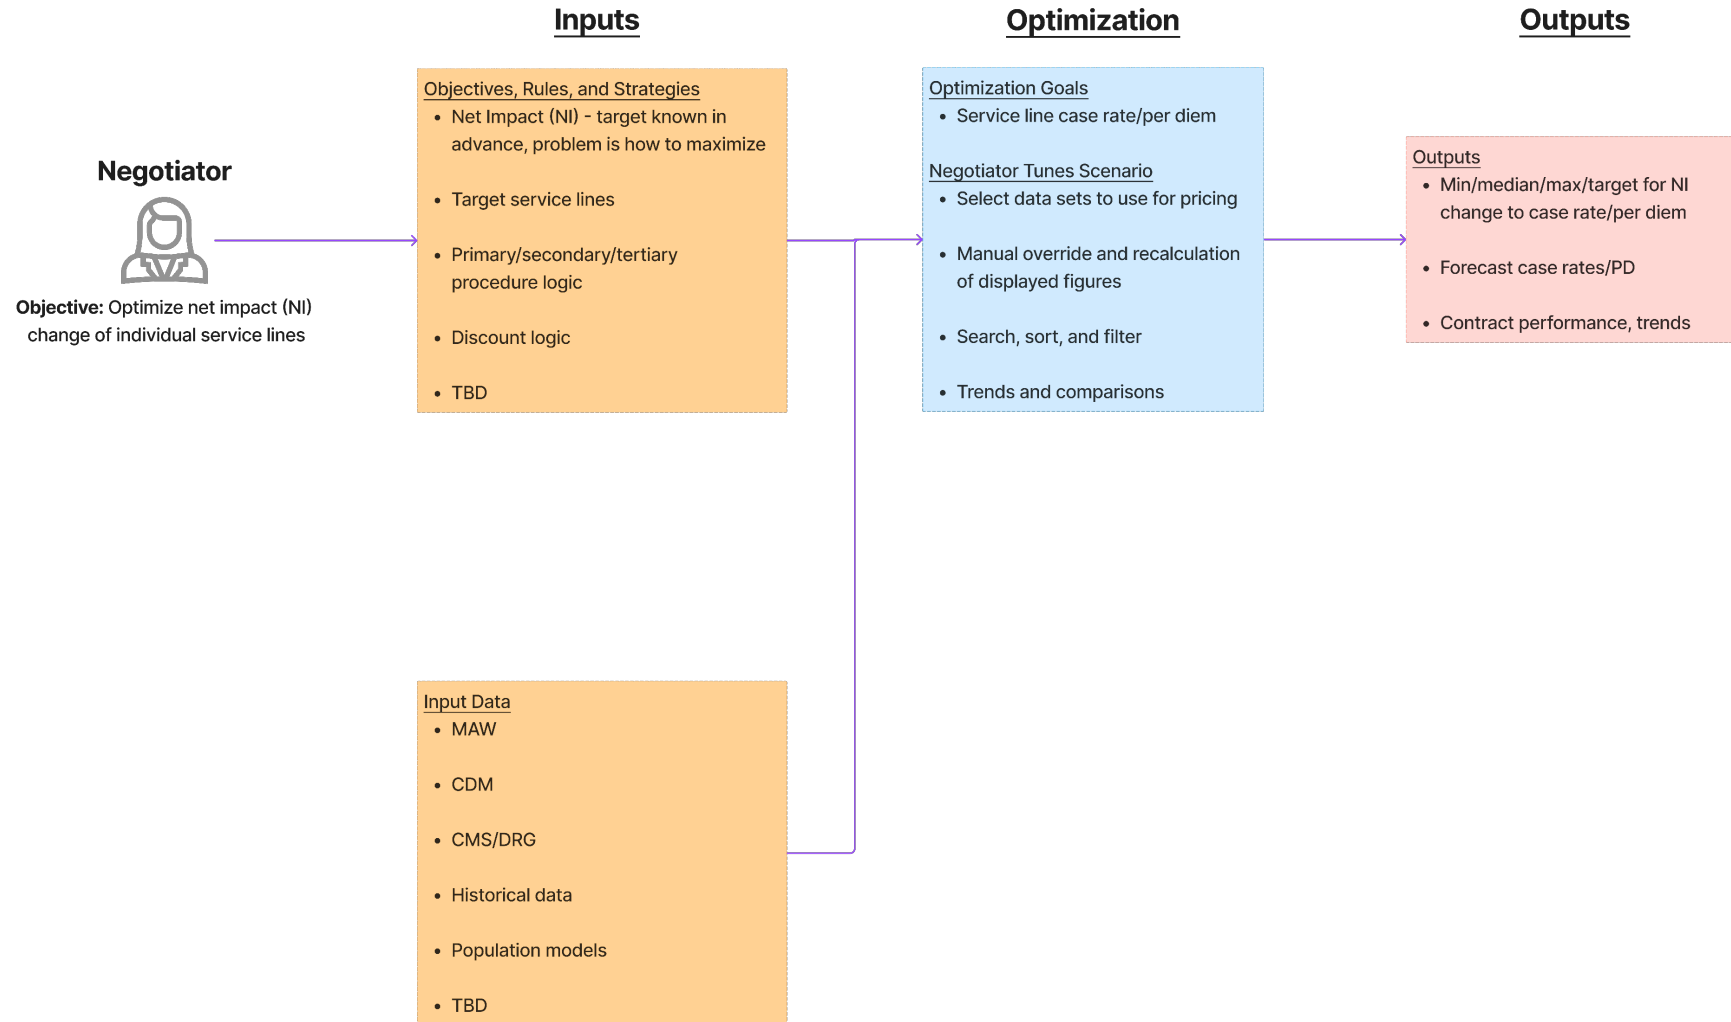 Inputs
Optimization
Outputs
Negotiator
Objective: Optimize net impact (NI)
change of individual service lines
Objectives, Rules, and Strategies
• Net Impact (NI) - target known in
advance, problem is how to maximize
• Target service lines
• Primary/secondary/tertiary
procedure logic
• Discount logic
• TBD
Input Data
• MAW
• CDM
• CMS/DRG
• Historical data
• Population models
• TBD
Optimization Goals
• Service line case rate/per diem
Negotiator Tunes Scenario
• Select data sets to use for pricing
• Manual override and recalculation
of displayed figures
• Search, sort, and filter
• Trends and comparisons
Outputs
• Min/median/max/target for NI
change to case rate/per diem
• Forecast case rates/PD
• Contract performance, trends